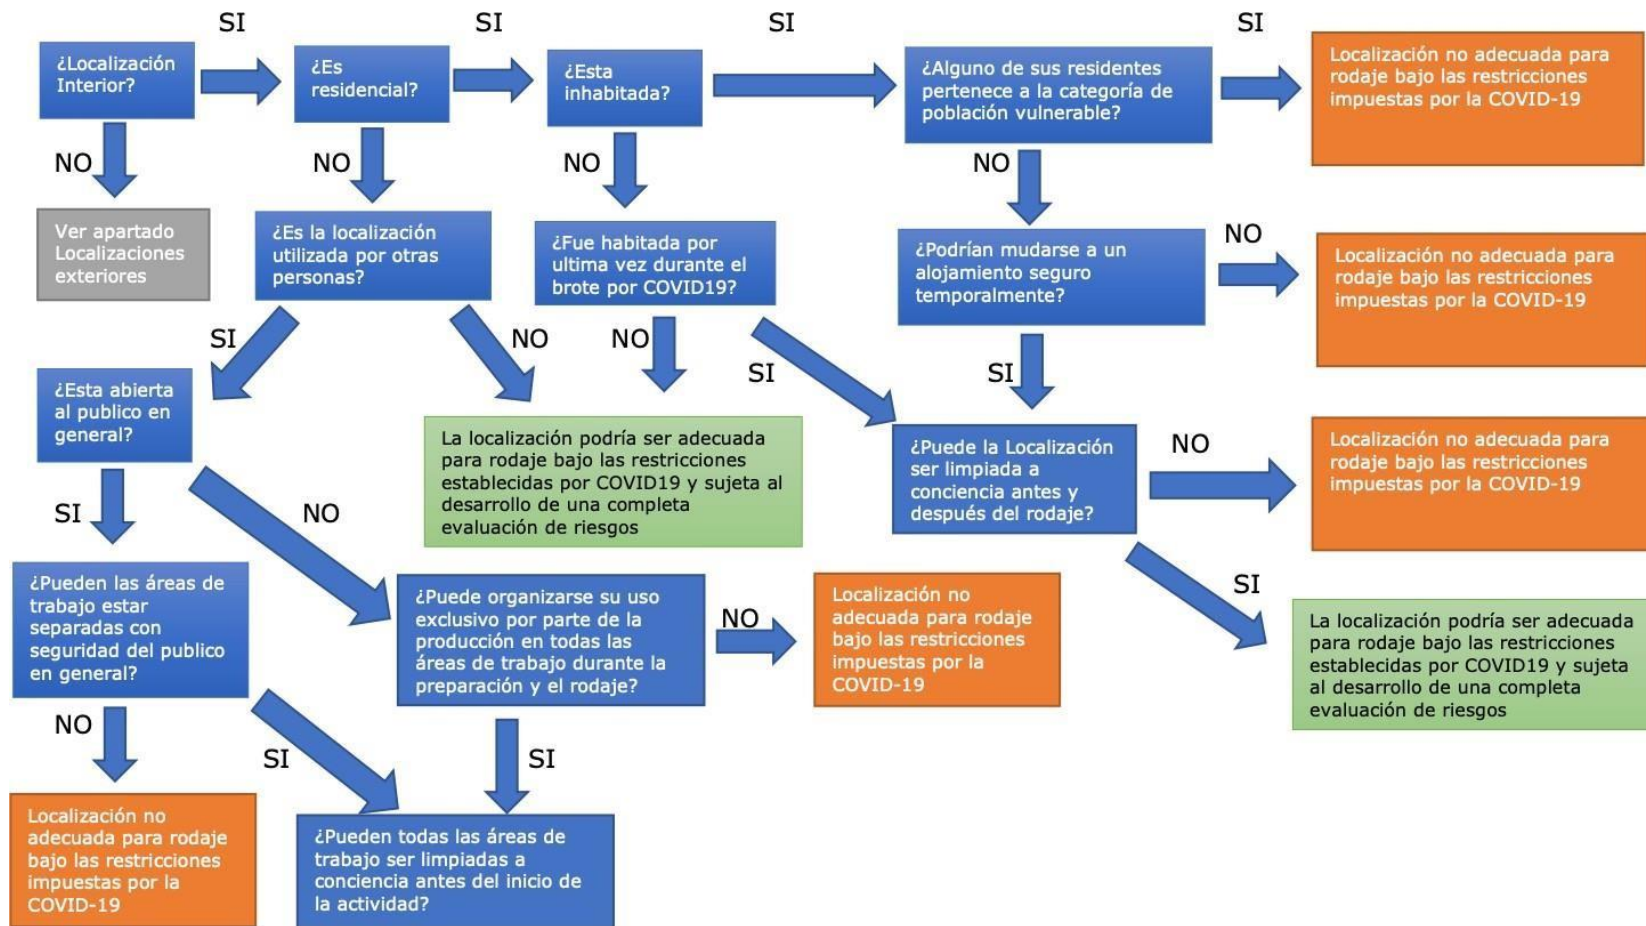 SI
SI
SI
SI
¿Localización
Interior?
¿Es
residencial?
¿Esta
inhabitada?
¿Alguno de sus residentes
pertenece a la categoría de
población vulnerable?
Localización no adecuada para
rodaje bajo las restricciones
impuestas por la COVID-19
NO
NO
NO
NO
Ver apartado
Localizaciones
exteriores
¿Es la localización
utilizada por otras
personas?
¿Fue habitada por
ultima vez durante el
brote por COVID19?
¿Podrían mudarse a un
alojamiento seguro
temporalmente?
NO
Localización no adecuada para
rodaje bajo las restricciones
impuestas por la COVID-19
SI
NO
NO
SI
SI
¿Esta abierta
al publico en
general?
La localización podría ser adecuada
para rodaje bajo las restricciones
establecidas por COVID19 y sujeta al
desarrollo de una completa
evaluación de riesgos
¿Puede la Localización
ser limpiada a
conciencia antes y
después del rodaje?
NO
Localización no adecuada para
rodaje bajo las restricciones
impuestas por la COVID-19
SI
NO
SI
¿Pueden las áreas de
trabajo estar
separadas con
seguridad del publico
en general?
¿Puede organizarse su uso
exclusivo por parte de la
producción en todas las
áreas de trabajo durante la
preparación y el rodaje?
NO
Localización no
adecuada para rodaje
bajo las restricciones
impuestas por la
COVID-19
La localización podría ser adecuada
para rodaje bajo las restricciones
establecidas por COVID19 y sujeta
al desarrollo de una completa
evaluación de riesgos
NO
SI
SI
Localización no
adecuada para rodaje
bajo las restricciones
impuestas por la
COVID-19
¿Pueden todas las áreas de
trabajo ser limpiadas a
conciencia antes del inicio de
la actividad?